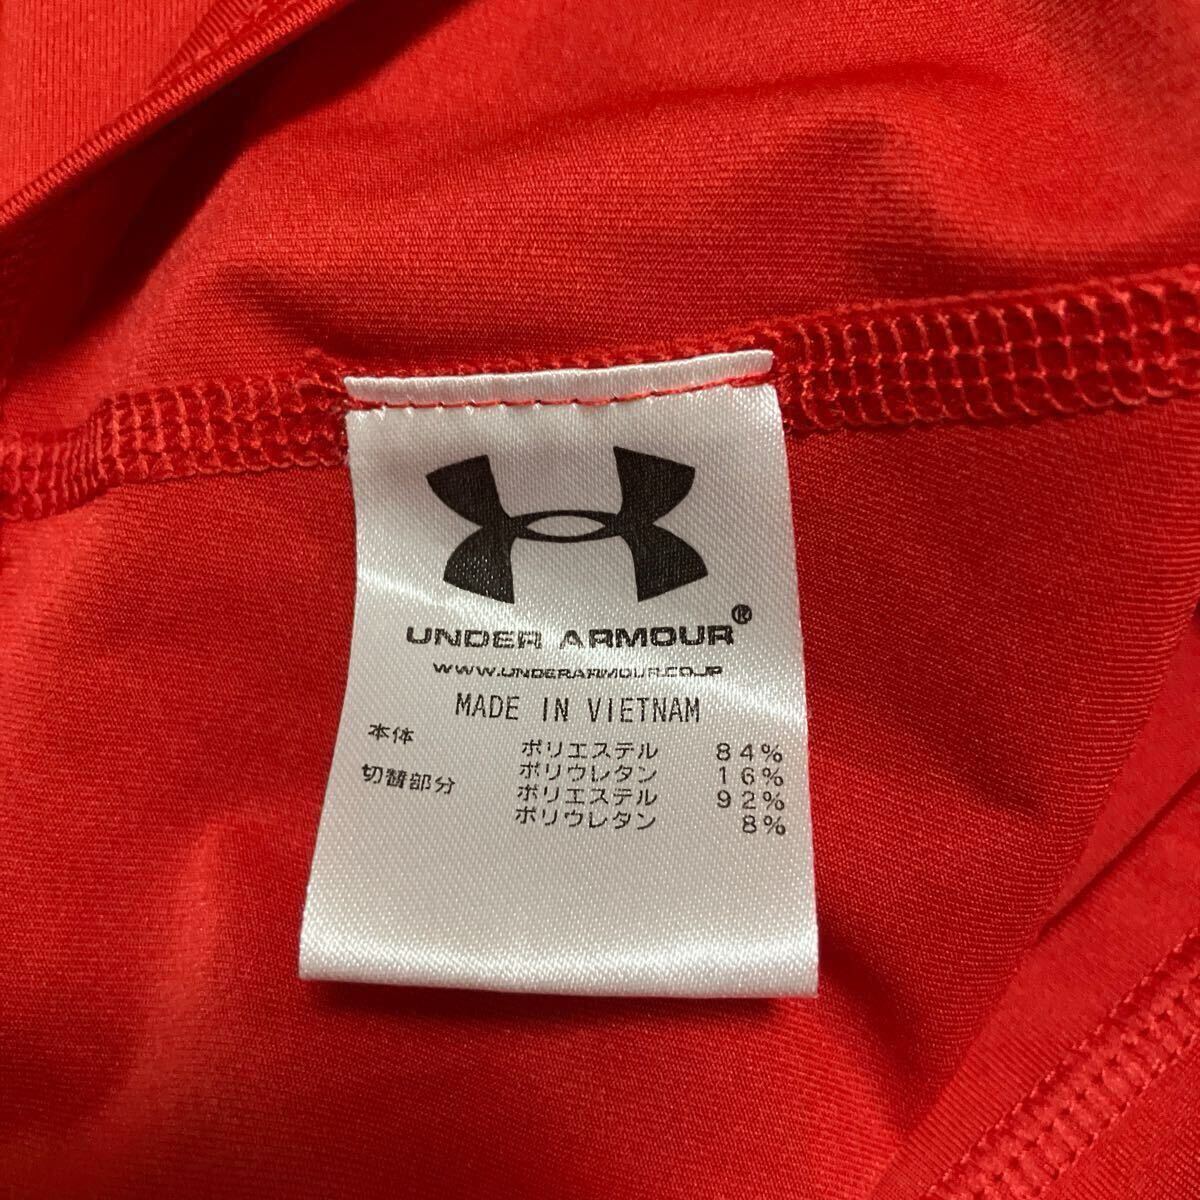 UNDER ARMOUR®
WWW.UNDERARMOUR.CO.JP
MADE IN VIETNAM
本体 ポリエステル 84%
ポリウレタン 16%
切替部分 ポリエステル 92%
ポリウレタン 8%